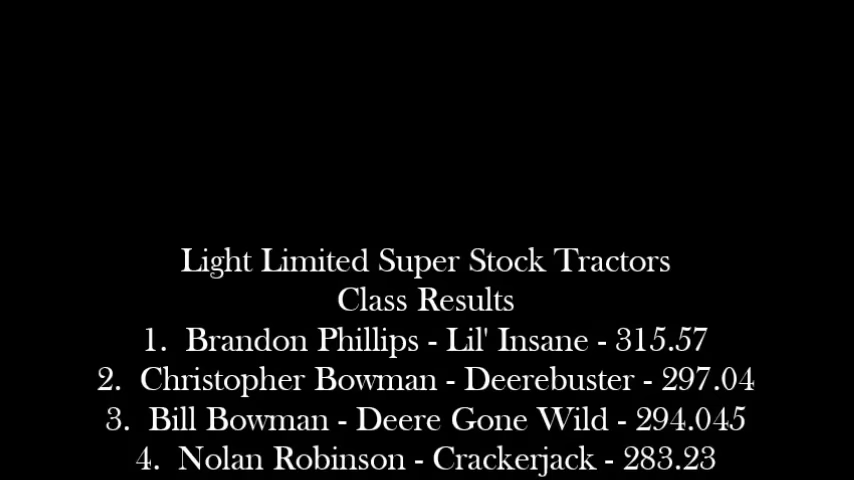 Light Limited Super Stock Tractors
Class Results
1. Brandon Phillips - Lil' Insane - 315.57
2. Christopher Bowman - Deerebuster - 297.04
3. Bill Bowman - Deere Gone Wild - 294.045
4. Nolan Robinson - Crackerjack - 283.23